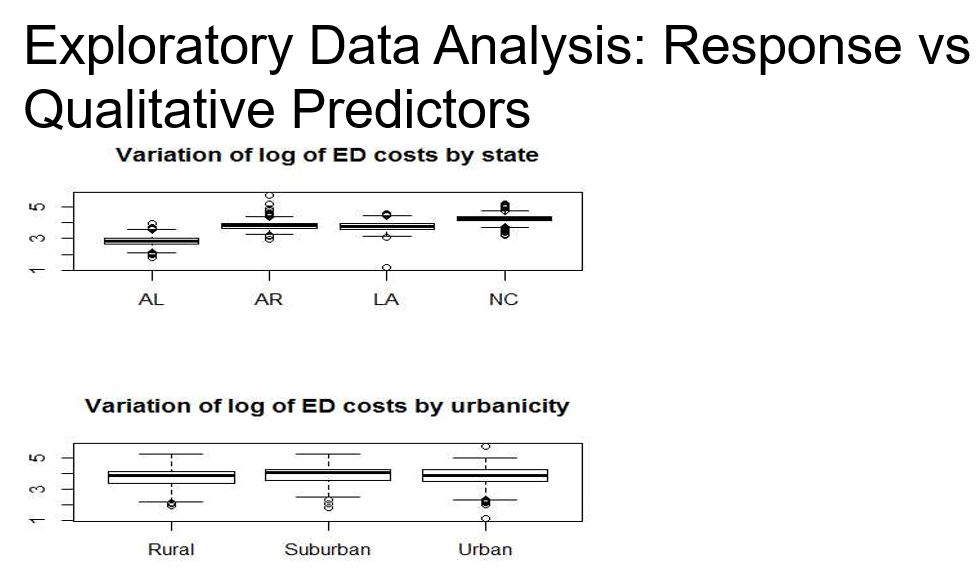 Exploratory Data Analysis: Response vs
Qualitative Predictors
Variation of log of ED costs by state
5
3
1
AL AR LA NC
Variation of log of ED costs by urbanicity
5
3
1
Rural Suburban Urban